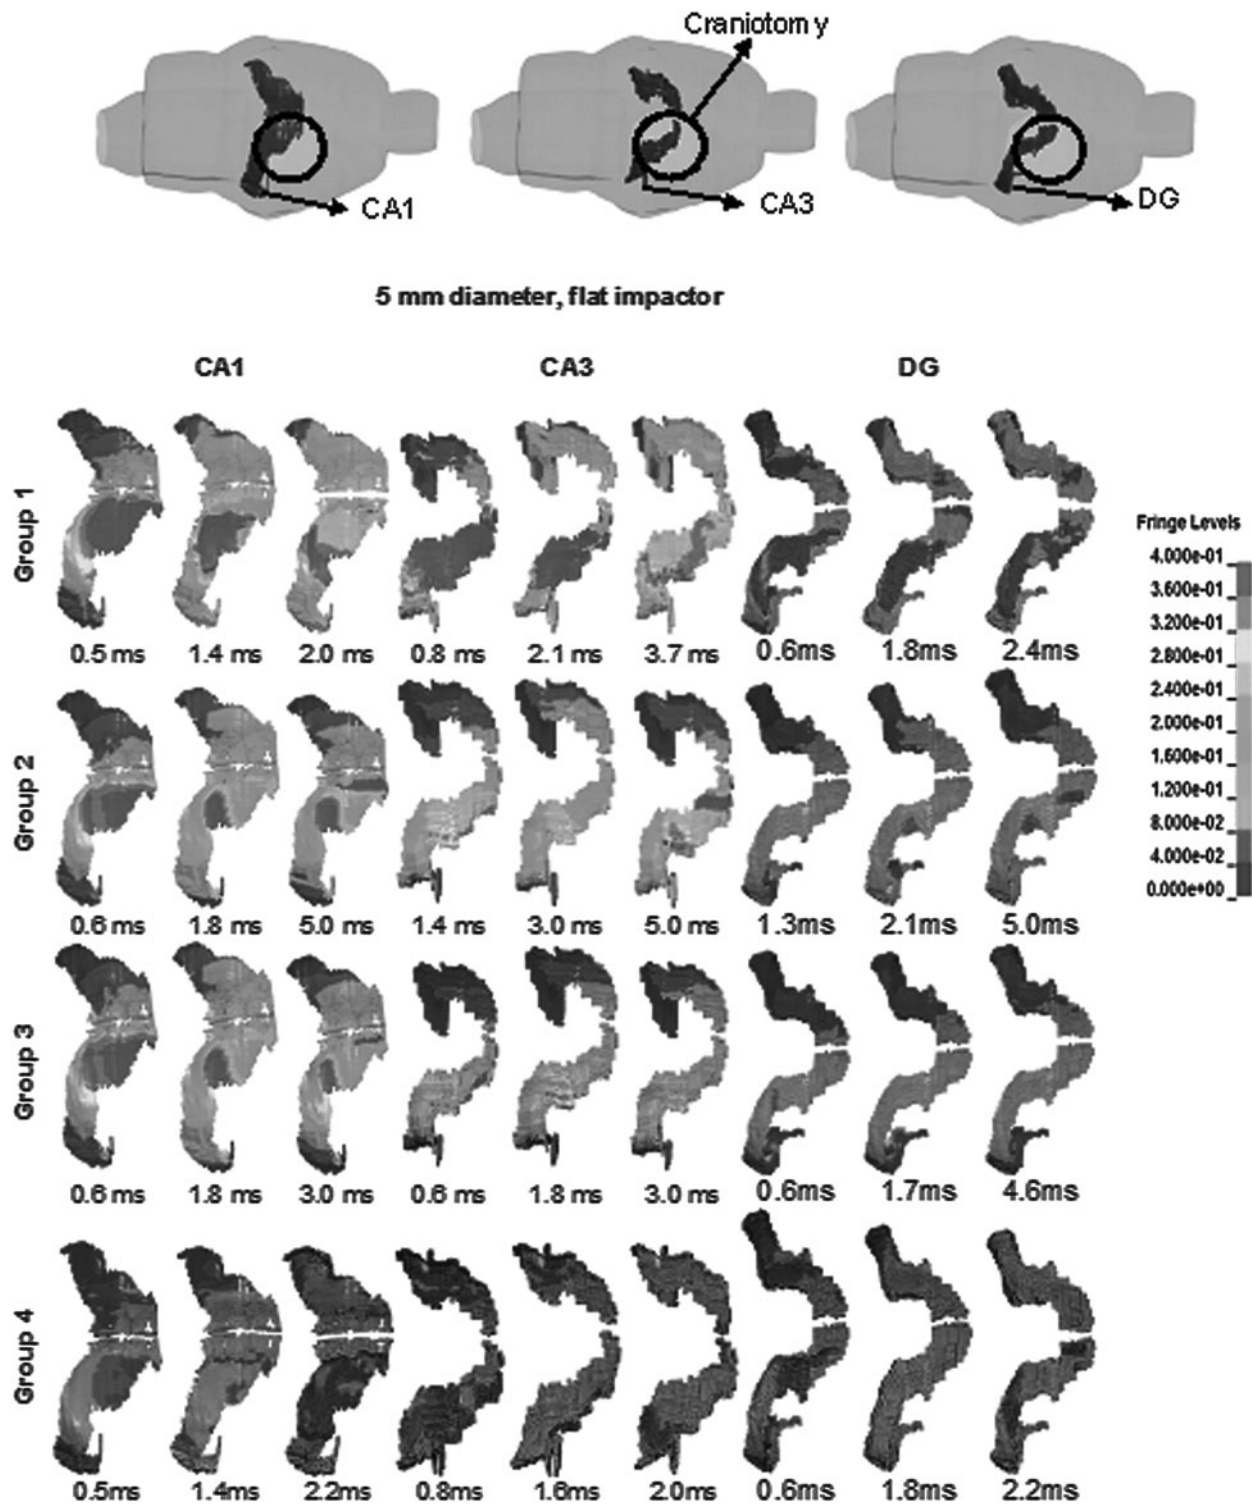 Craniotomy
CA1
CA3
DG
5 mm diameter, flat impactor
CA1 CA3 DG
Group 1
0.5 ms 1.4 ms 2.0 ms 0.8 ms 2.1 ms 3.7 ms 0.6ms 1.8ms 2.4ms
Fringe Levels
4.000e-01
3.600e-01
3.200e-01
2.800e-01
2.400e-01
2.000e-01
1.600e-01
1.200e-01
8.000e-02
4.000e-02
0.000e+00
Group 2
0.6 ms 1.8 ms 5.0 ms 1.4 ms 3.0 ms 5.0 ms 1.3ms 2.1ms 5.0ms
Group 3
0.6 ms 1.8 ms 3.0 ms 0.6 ms 1.8 ms 3.0 ms 0.6ms 1.7ms 4.6ms
Group 4
0.5ms 1.4ms 2.2ms 0.8ms 1.6ms 2.0ms 0.6ms 1.8ms 2.2ms